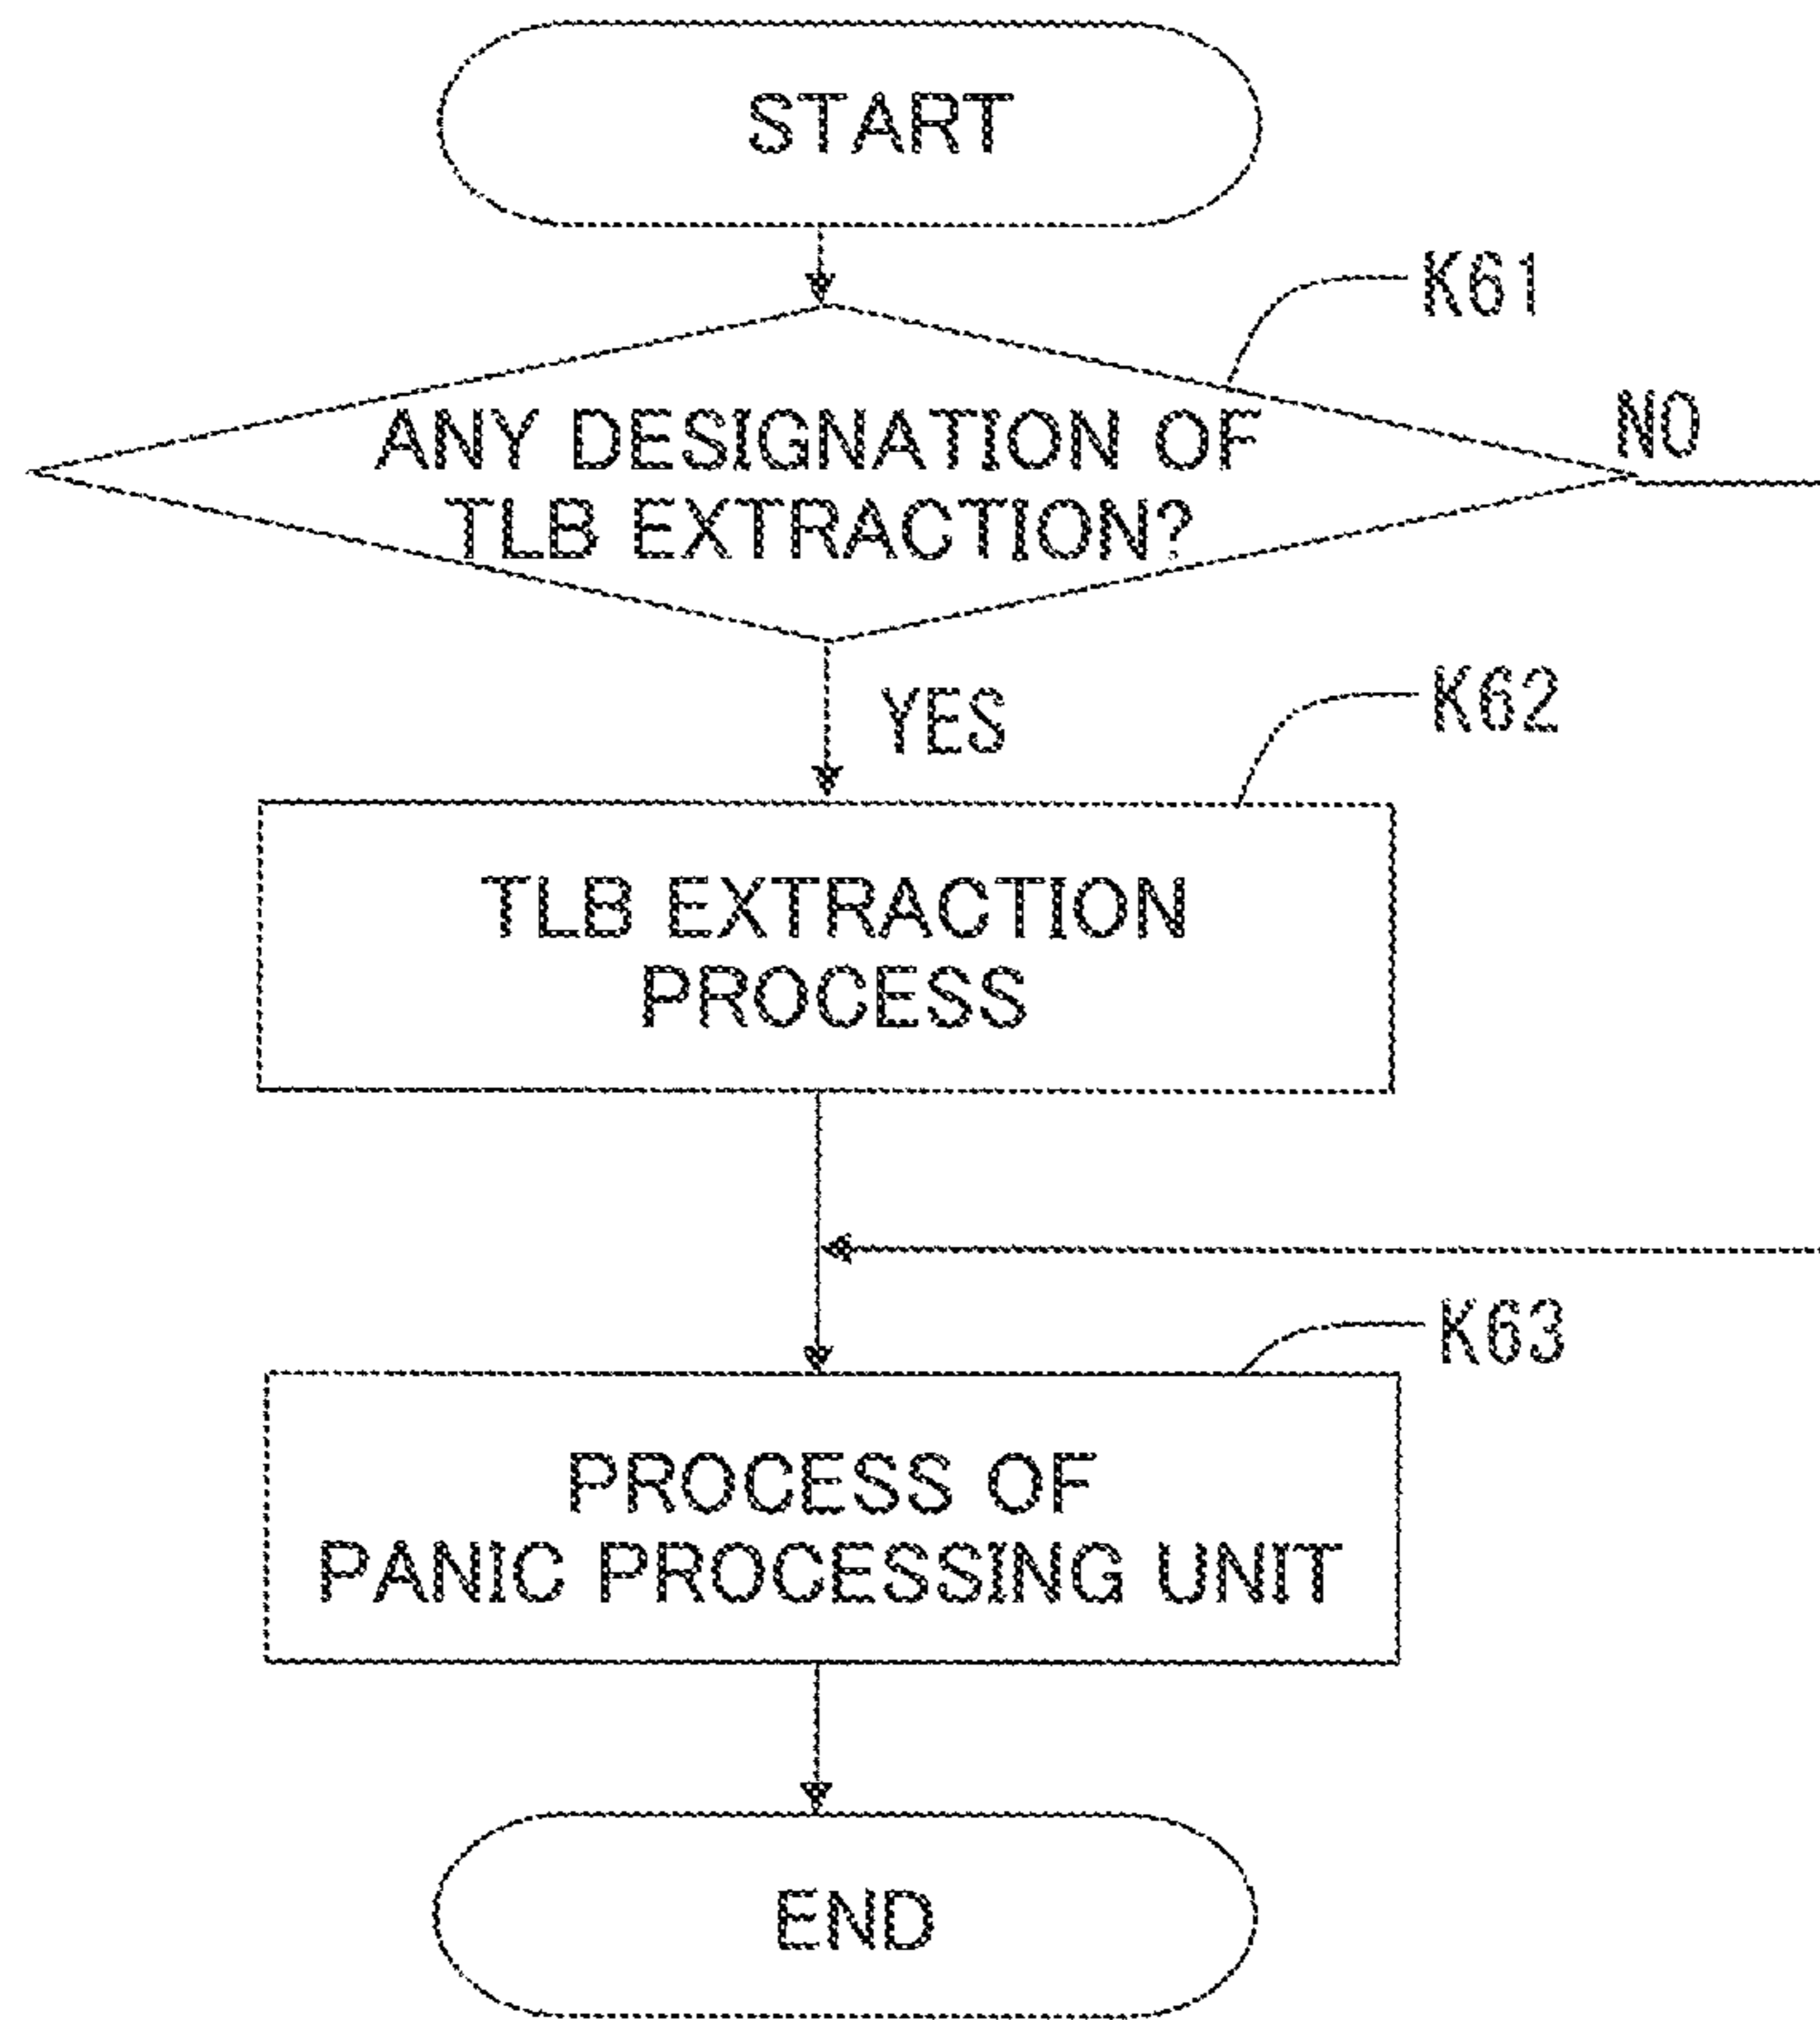 START
K61
ANY DESIGNATION OF
TLB EXTRACTION?
NO
YES
K62
TLB EXTRACTION
PROCESS
K63
PROCESS OF
PANIC PROCESSING UNIT
END